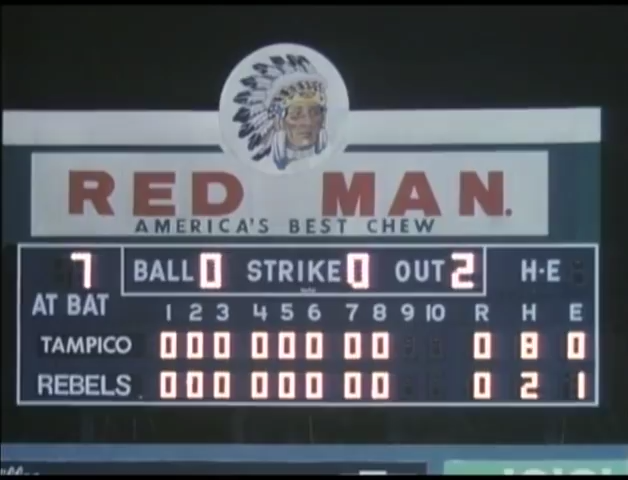 RED MAN.
AMERICA'S BEST CHEW
7 BALL 0 STRIKE 0 OUT 2 H·E
AT BAT 1 2 3 4 5 6 7 8 9 10 R H E
TAMPICO 0 0 0 0 0 0 0 0 0 8 0
REBELS 0 0 0 0 0 0 0 0 0 2 1